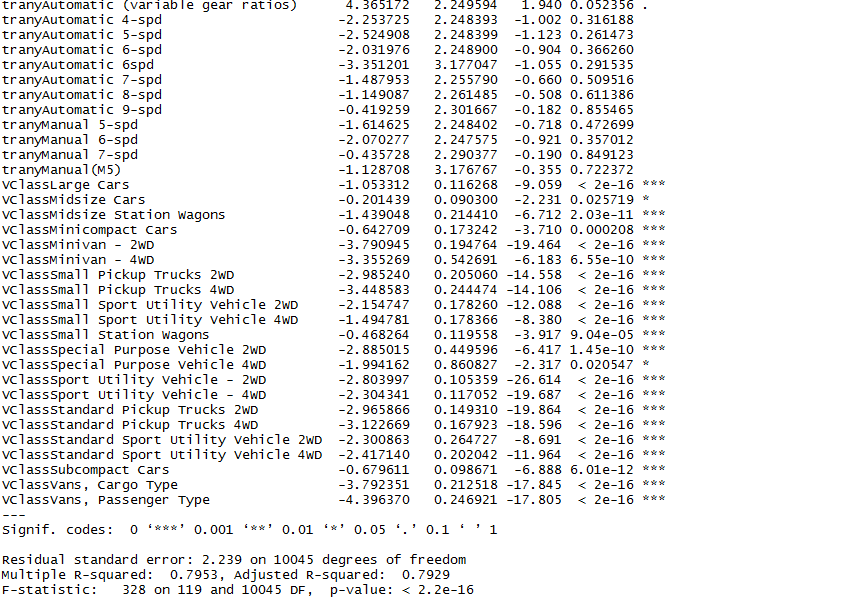 tranyAutomatic (variable gear ratios) 4.365172 2.249594 1.940 0.052356 .
tranyAutomatic 4-spd -2.253725 2.248393 -1.002 0.316188
tranyAutomatic 5-spd -2.524908 2.248399 -1.123 0.261473
tranyAutomatic 6-spd -2.031976 2.248900 -0.904 0.366260
tranyAutomatic 6spd -3.351201 3.177047 -1.055 0.291535
tranyAutomatic 7-spd -1.487953 2.255790 -0.660 0.509516
tranyAutomatic 8-spd -1.149087 2.261485 -0.508 0.611386
tranyAutomatic 9-spd -0.419259 2.301667 -0.182 0.855465
tranyManual 5-spd -1.614625 2.248402 -0.718 0.472699
tranyManual 6-spd -2.070277 2.247575 -0.921 0.357012
tranyManual 7-spd -0.435728 2.290377 -0.190 0.849123
tranyManual(M5) -1.128708 3.176767 -0.355 0.722372
VClassLarge Cars -1.053312 0.116268 -9.059 < 2e-16 ***
VClassMidsize Cars -0.201439 0.090300 -2.231 0.025719 *
VClassMidsize Station Wagons -1.439048 0.214410 -6.712 2.03e-11 ***
VClassMinicompact Cars -0.642709 0.173242 -3.710 0.000208 ***
VClassMinivan - 2WD -3.790945 0.194764 -19.464 < 2e-16 ***
VClassMinivan - 4WD -3.355269 0.542691 -6.183 6.55e-10 ***
VClassSmall Pickup Trucks 2WD -2.985240 0.205060 -14.558 < 2e-16 ***
VClassSmall Pickup Trucks 4WD -3.448583 0.244474 -14.106 < 2e-16 ***
VClassSmall Sport Utility Vehicle 2WD -2.154747 0.178260 -12.088 < 2e-16 ***
VClassSmall Sport Utility Vehicle 4WD -1.494781 0.178366 -8.380 < 2e-16 ***
VClassSmall Station Wagons -0.468264 0.119558 -3.917 9.04e-05 ***
VClassSpecial Purpose Vehicle 2WD -2.885015 0.449596 -6.417 1.45e-10 ***
VClassSpecial Purpose Vehicle 4WD -1.994162 0.860827 -2.317 0.020547 *
VClassSport Utility Vehicle - 2WD -2.803997 0.105359 -26.614 < 2e-16 ***
VClassSport Utility Vehicle - 4WD -2.304341 0.117052 -19.687 < 2e-16 ***
VClassStandard Pickup Trucks 2WD -2.965866 0.149310 -19.864 < 2e-16 ***
VClassStandard Pickup Trucks 4WD -3.122669 0.167923 -18.596 < 2e-16 ***
VClassStandard Sport Utility Vehicle 2WD -2.300863 0.264727 -8.691 < 2e-16 ***
VClassStandard Sport Utility Vehicle 4WD -2.417140 0.202042 -11.964 < 2e-16 ***
VClassSubcompact Cars -0.679611 0.098671 -6.888 6.01e-12 ***
VClassVans, Cargo Type -3.792351 0.212518 -17.845 < 2e-16 ***
VClassVans, Passenger Type -4.396370 0.246921 -17.805 < 2e-16 ***
---
Signif. codes: 0 ‘***’ 0.001 ‘**’ 0.01 ‘*’ 0.05 ‘.’ 0.1 ‘ ’ 1
Residual standard error: 2.239 on 10045 degrees of freedom
Multiple R-squared: 0.7953, Adjusted R-squared: 0.7929
F-statistic: 328 on 119 and 10045 DF, p-value: < 2.2e-16